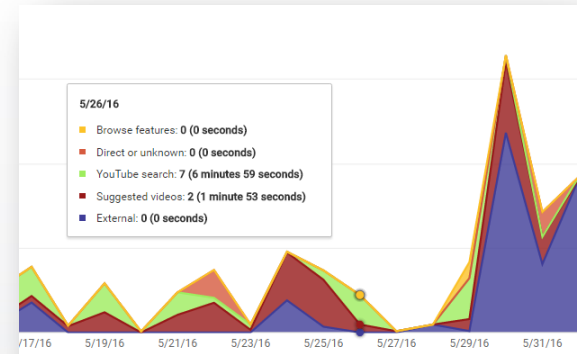 5/26/16
Browse features: 0 (0 seconds)
Direct or unknown: 0 (0 seconds)
YouTube search: 7 (6 minutes 59 seconds)
Suggested videos: 2 (1 minute 53 seconds)
External: 0 (0 seconds)
/17/16 5/19/16 5/21/16 5/23/16 5/25/16 5/27/16 5/29/16 5/31/16